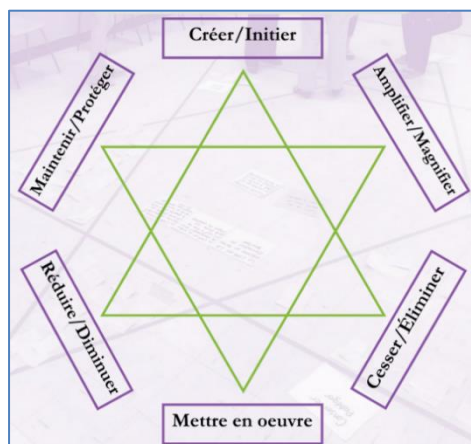 Créer/Initier
Amplifier/Magnifier
Cesser/Éliminer
Mettre en oeuvre
Réduire/Diminuer
Maintenir/Protéger